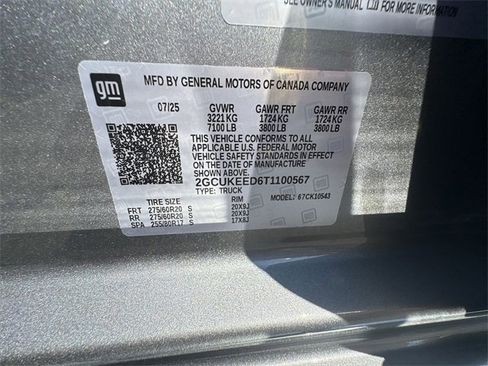 SEE OWNER'S MANUAL FOR MORE INFORMATION
gm
MFD BY GENERAL MOTORS OF CANADA COMPANY
07/25 GVWR GAWR FRT GAWR RR
3221 KG 1724 KG 1724 KG
7100 LB 3800 LB 3800 LB
THIS VEHICLE CONFORMS TO ALL
APPLICABLE U.S. FEDERAL MOTOR
VEHICLE SAFETY STANDARDS IN
EFFECT ON THE DATE OF
MANUFACTURE SHOWN ABOVE.
2GCUKEED6T1100567
TYPE: TRUCK MODEL: 67CK10543
TIRE SIZE RIM
FRT 275/60R20 S 20X9J
RR 275/60R20 S 20X9J
SPA 255/80R17 S 17X8J